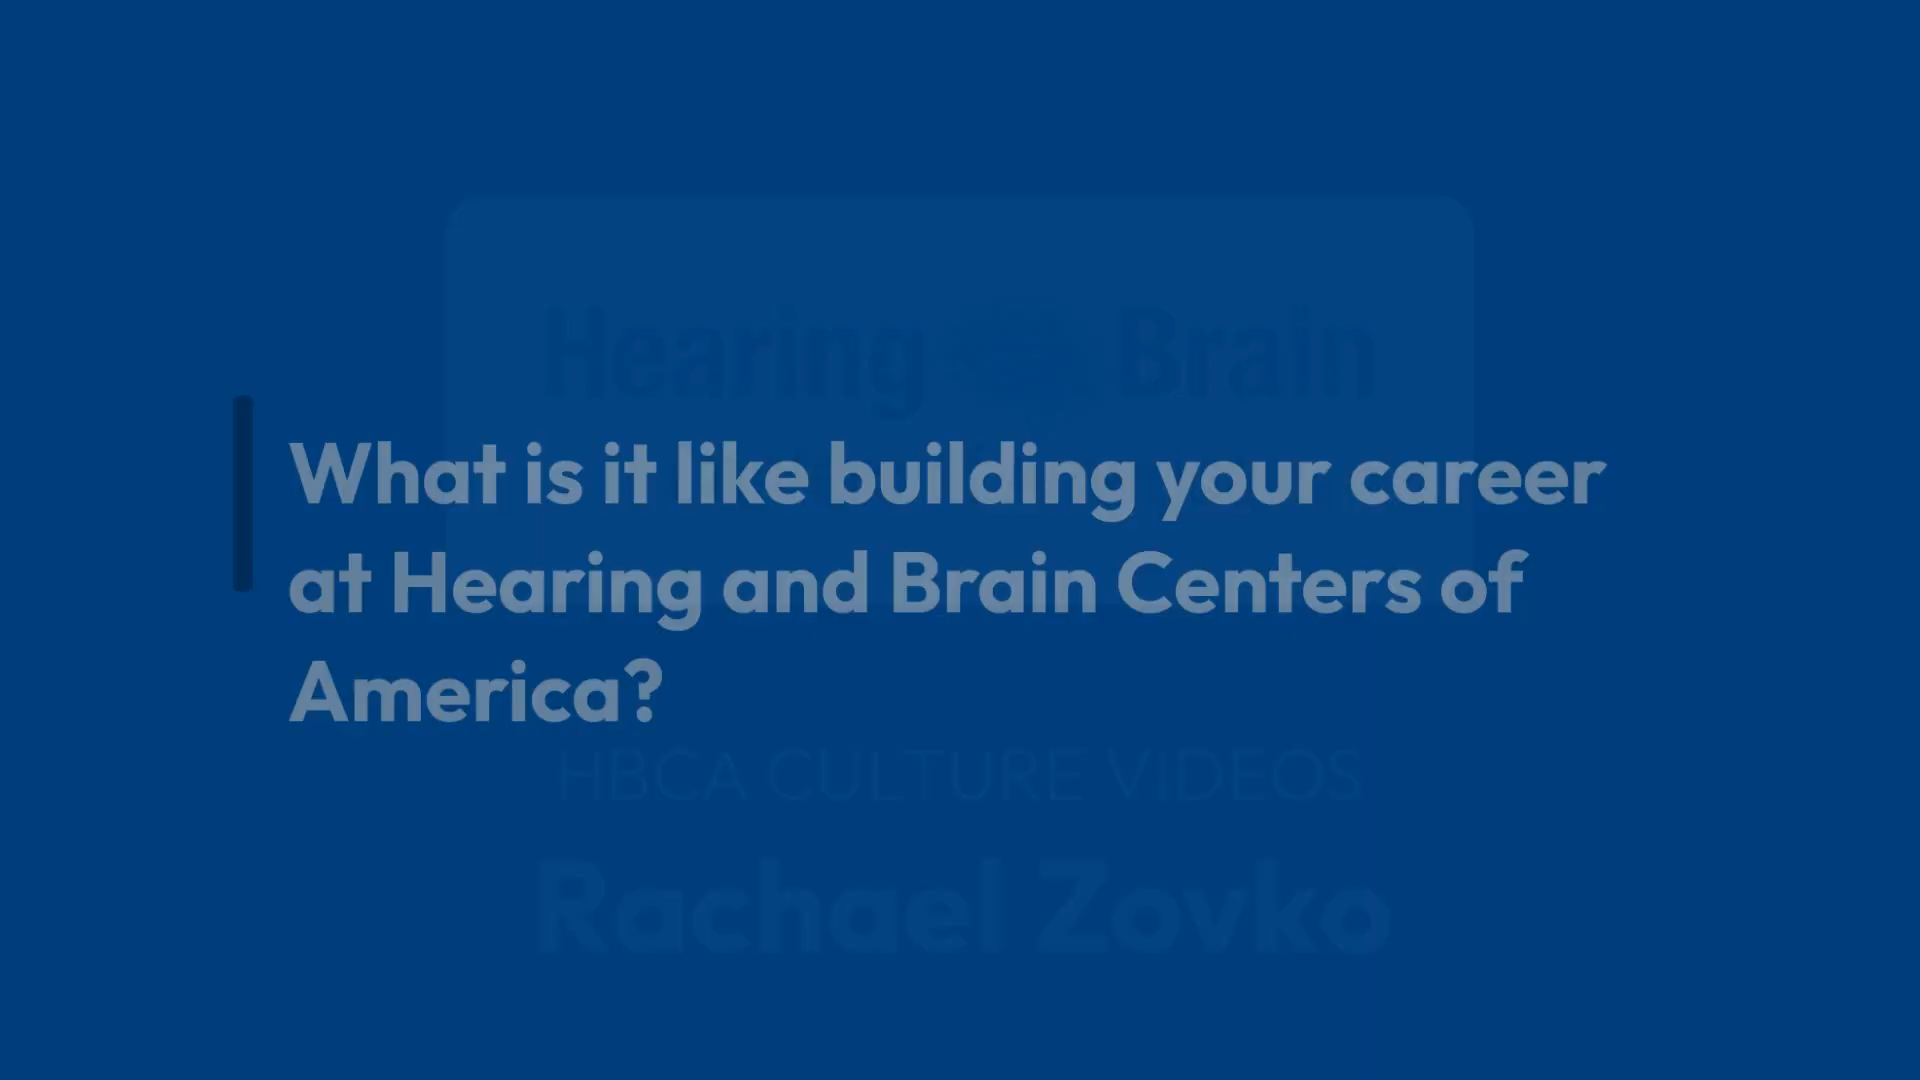 Hearing Brain
What is it like building your career
at Hearing and Brain Centers of
America?
HBCA CULTURE VIDEOS
Rachael Zovko